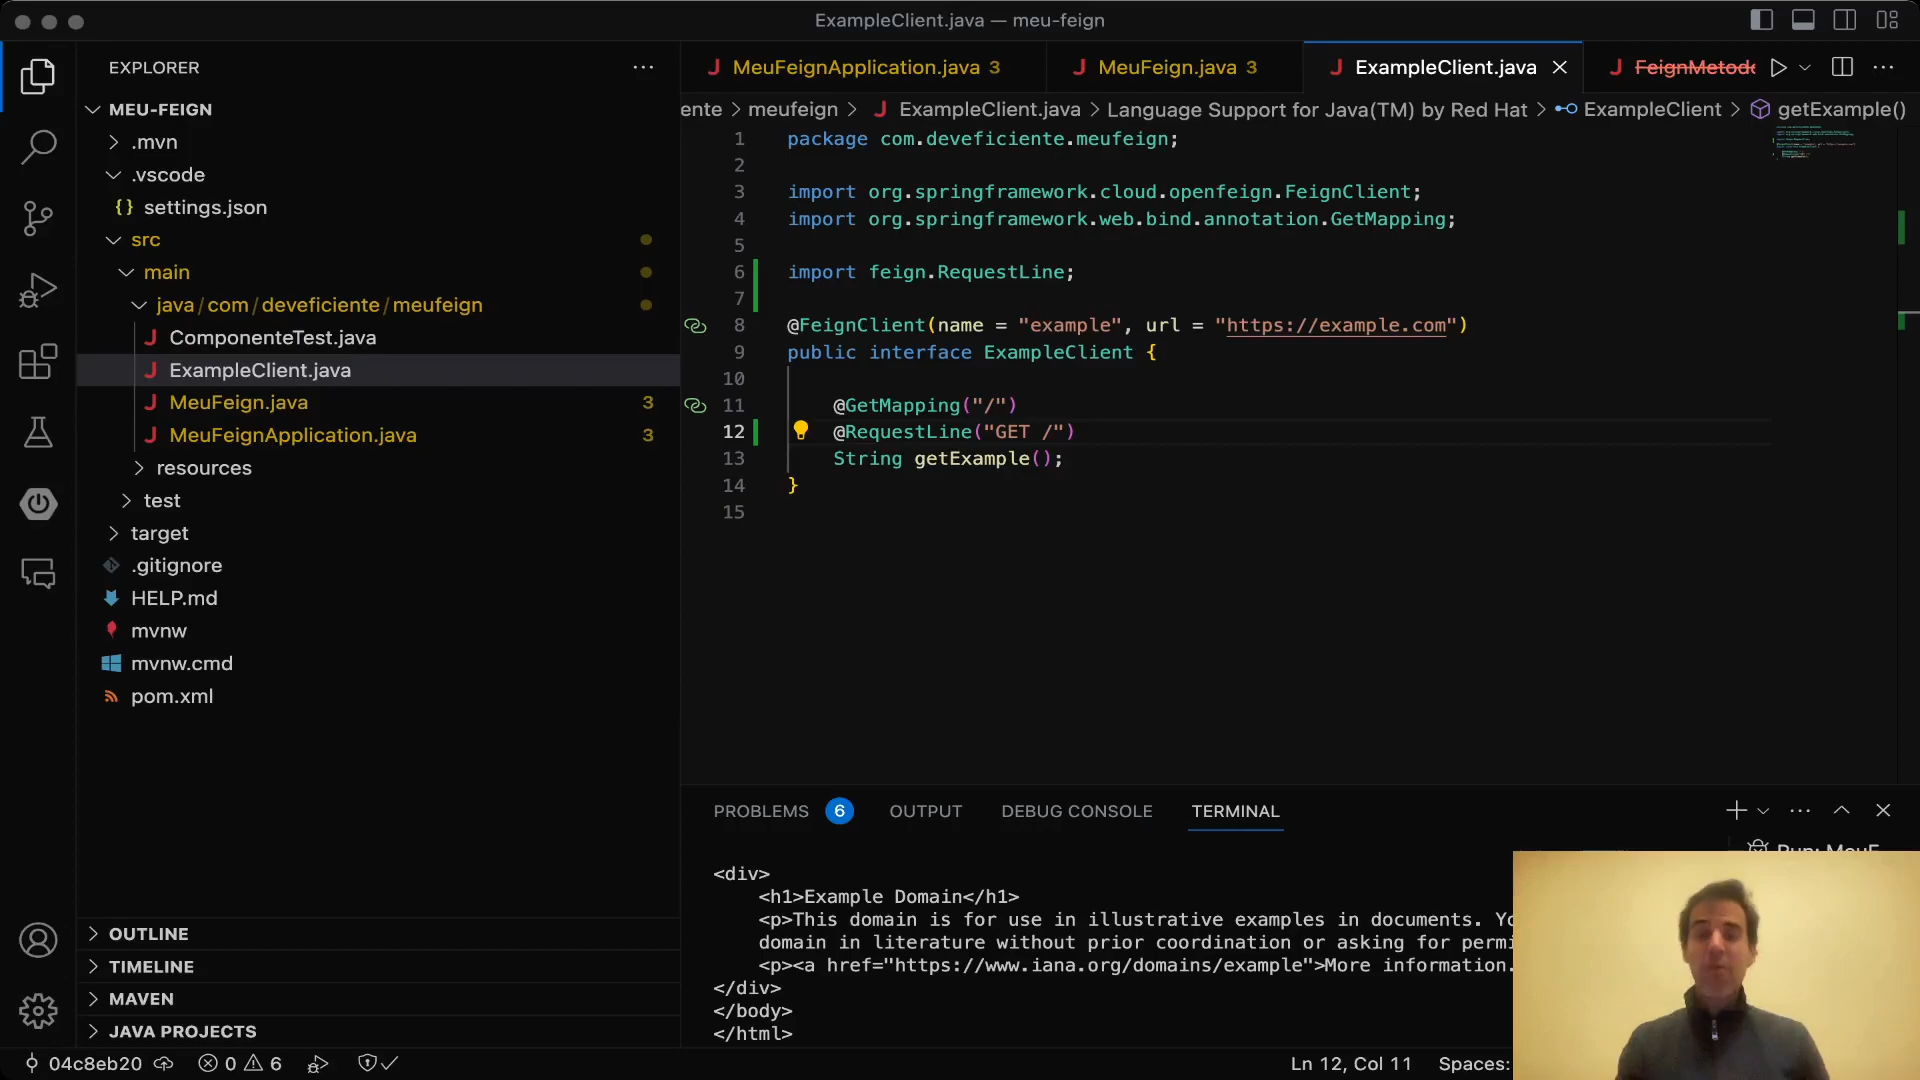 ExampleClient.java — meu-feign
EXPLORER
MEU-FEIGN
.mvn
.vscode
{} settings.json
src
main
java/com/deveficiente/meufeign
J ComponenteTest.java
J ExampleClient.java
J MeuFeign.java 3
J MeuFeignApplication.java 3
resources
test
target
.gitignore
HELP.md
mvnw
mvnw.cmd
pom.xml
OUTLINE
TIMELINE
MAVEN
JAVA PROJECTS
J MeuFeignApplication.java 3
J MeuFeign.java 3
J ExampleClient.java
J FeignMetodo
ente > meufeign > J ExampleClient.java > Language Support for Java(TM) by Red Hat > ExampleClient > getExample()
1 package com.deveficiente.meufeign;
2
3 import org.springframework.cloud.openfeign.FeignClient;
4 import org.springframework.web.bind.annotation.GetMapping;
5
6 import feign.RequestLine;
7
8 @FeignClient(name = "example", url = "https://example.com")
9 public interface ExampleClient {
10
11 @GetMapping("/")
12 @RequestLine("GET /")
13 String getExample();
14 }
15
PROBLEMS 6 OUTPUT DEBUG CONSOLE TERMINAL
<div>
<h1>Example Domain</h1>
<p>This domain is for use in illustrative examples in documents.
domain in literature without prior coordination or asking for
<p><a href="https://www.iana.org/domains/example">More information.
</div>
</body>
</html>
04c8eb20 0 6
Ln 12, Col 11 Spaces: